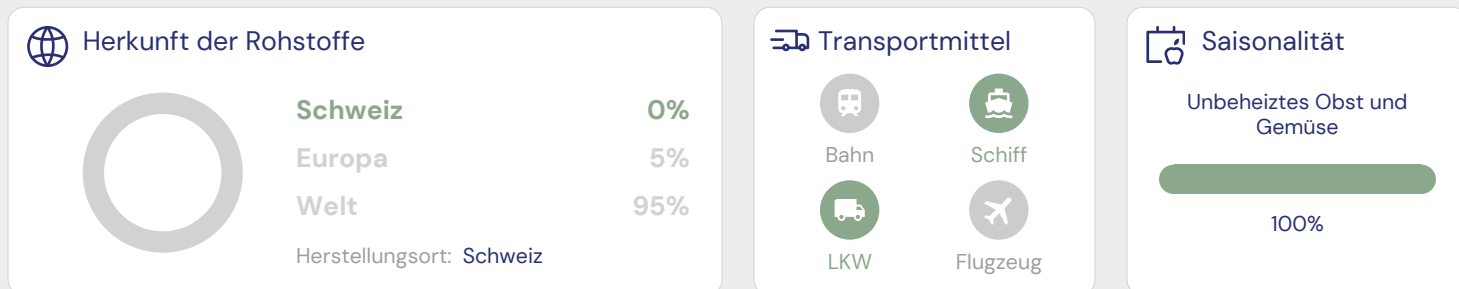 Herkunft der Rohstoffe
Schweiz 0%
Europa 5%
Welt 95%
Herstellungsort: Schweiz
Transportmittel
Bahn Schiff
LKW Flugzeug
Saisonalität
Unbeheiztes Obst und
Gemüse
100%